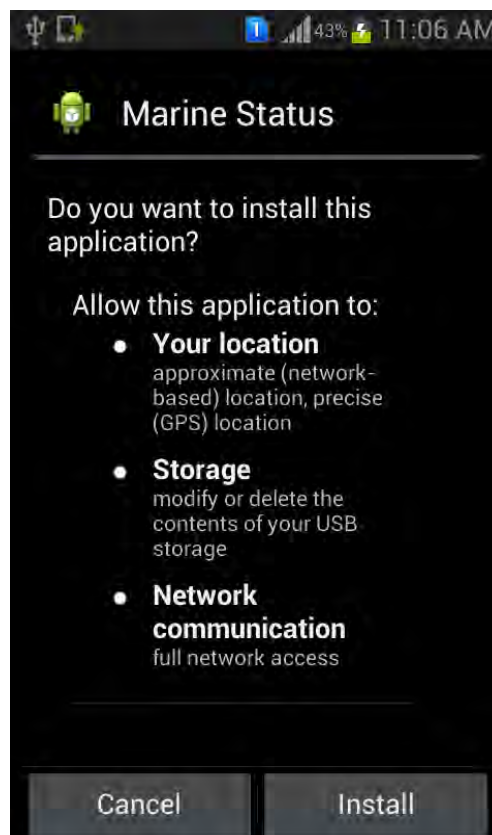 1 43% 11:06 AM
Marine Status
Do you want to install this
application?
Allow this application to:
Your location
approximate (network-
based) location, precise
(GPS) location
Storage
modify or delete the
contents of your USB
storage
Network
communication
full network access
Cancel Install